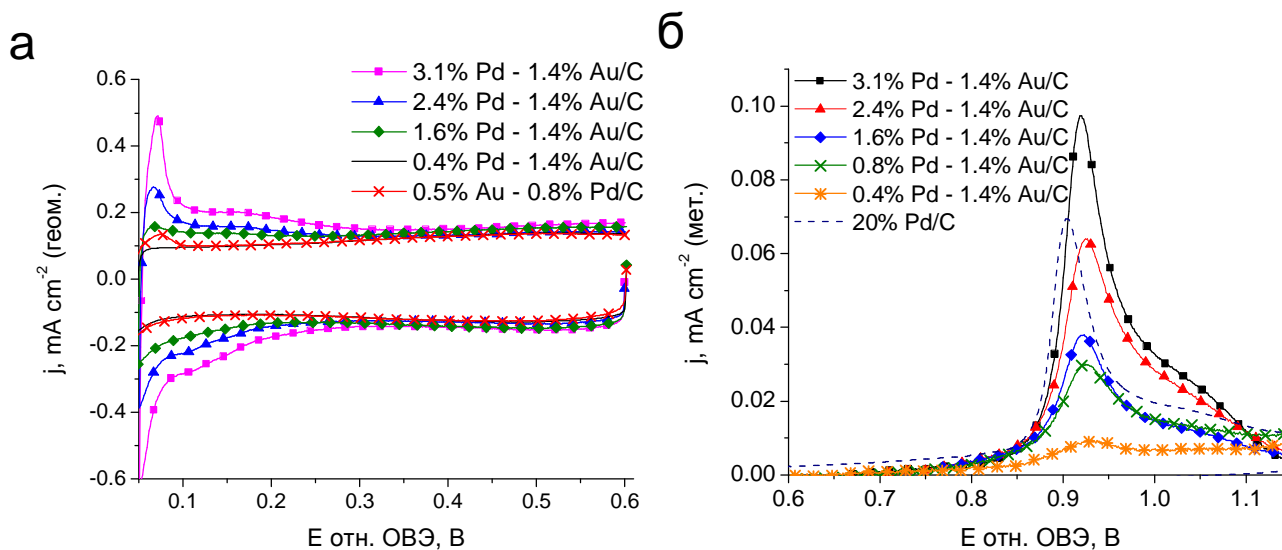 а
0.6
0.4
0.2
0.0
-0.2
-0.4
-0.6
j, mA cm-2 (геом.)
3.1% Pd - 1.4% Au/C
2.4% Pd - 1.4% Au/C
1.6% Pd - 1.4% Au/C
0.4% Pd - 1.4% Au/C
0.5% Au - 0.8% Pd/C
0.1 0.2 0.3 0.4 0.5 0.6
E отн. ОВЭ, В
б
0.10
0.08
0.06
0.04
0.02
0.00
j, mA cm-2 (мет.)
3.1% Pd - 1.4% Au/C
2.4% Pd - 1.4% Au/C
1.6% Pd - 1.4% Au/C
0.8% Pd - 1.4% Au/C
0.4% Pd - 1.4% Au/C
20% Pd/C
0.6 0.7 0.8 0.9 1.0 1.1
E отн. ОВЭ, В